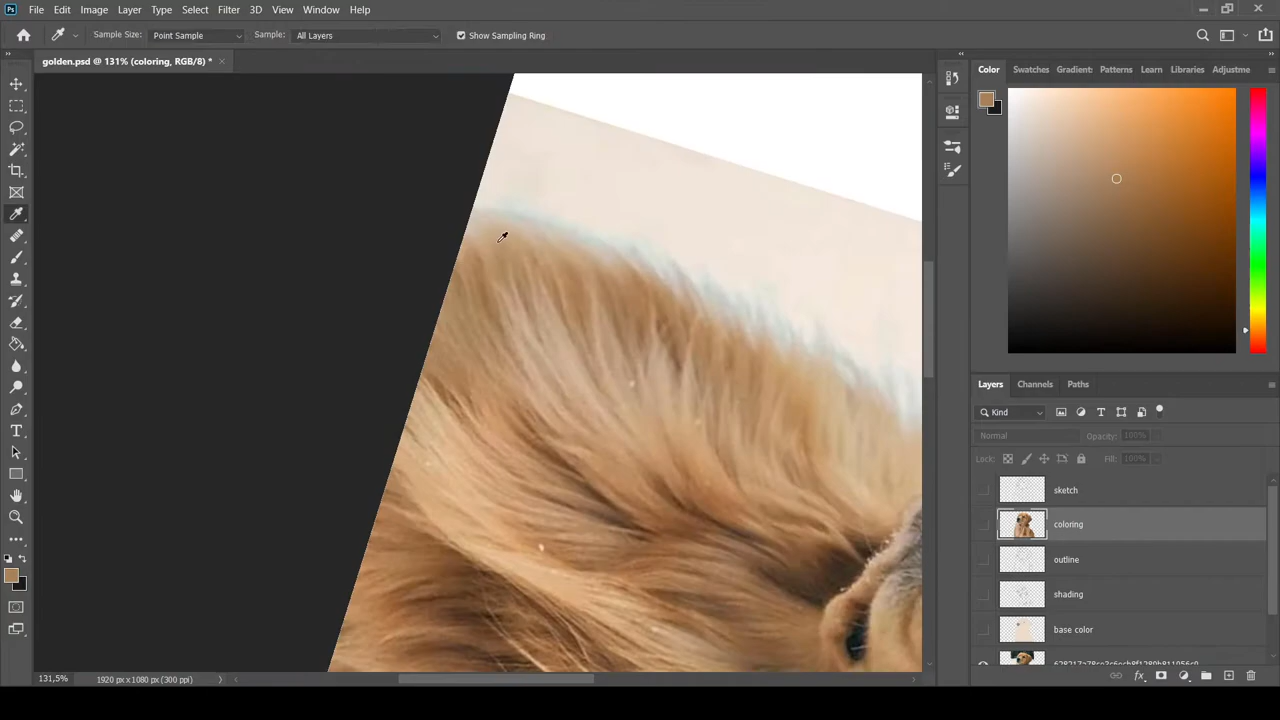 Ps File Edit Image Layer Type Select Filter 3D View Window Help
Sample Size: Point Sample Sample: All Layers Show Sampling Ring
golden.psd @ 131% (coloring, RGB/8) * ×
Color Swatches Gradient: Patterns Learn Libraries Adjustme
Layers Channels Paths
Kind
Normal Opacity: 100%
Lock: Fill: 100%
sketch
coloring
outline
shading
base color
131,5% 1920 px x 1080 px (300 ppi)
fx